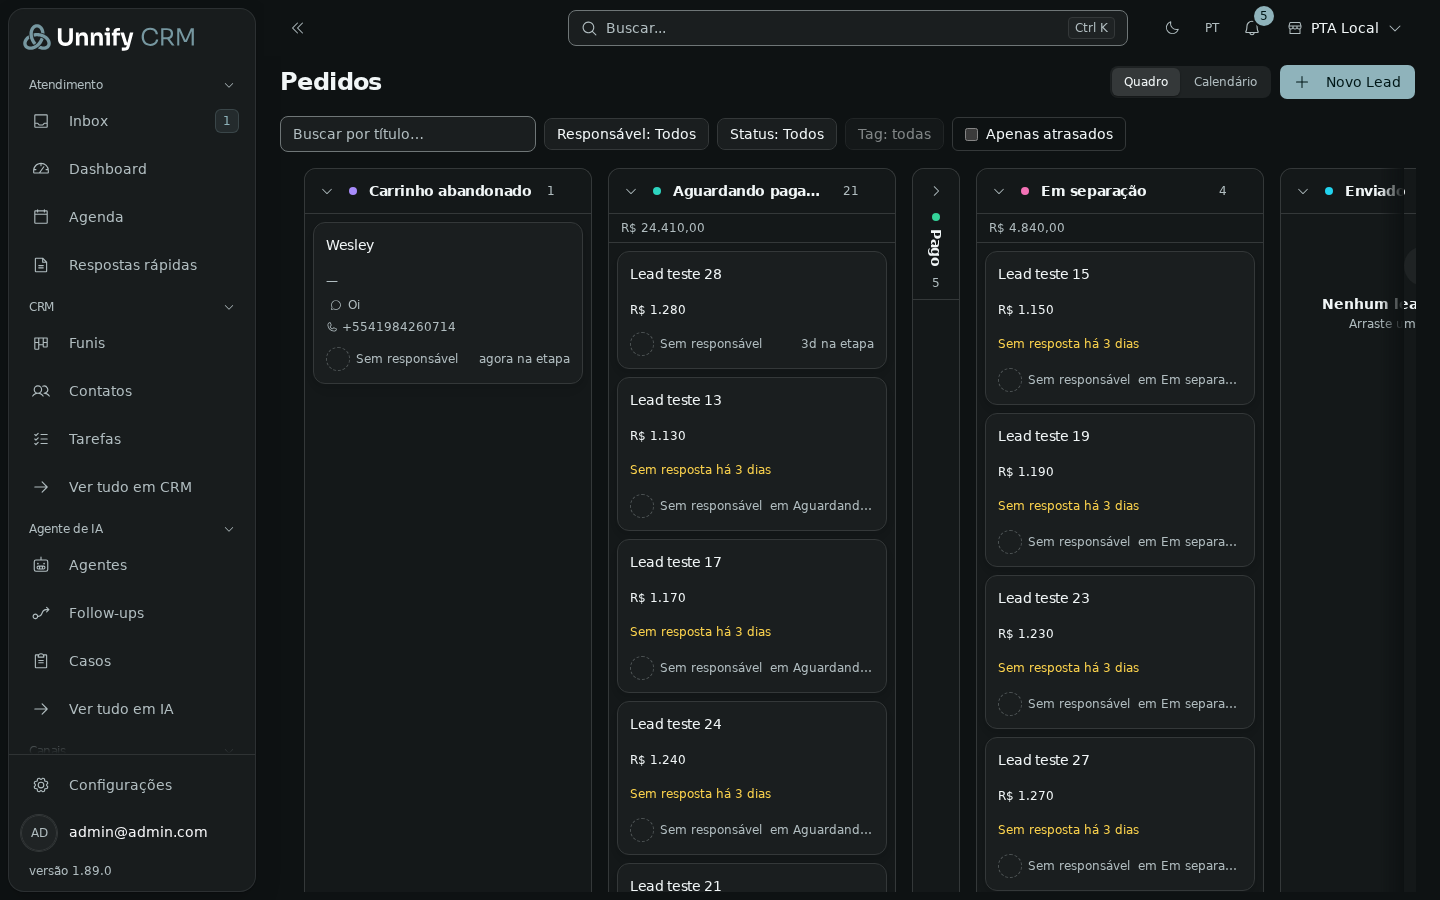 Unnify CRM
Buscar...
Ctrl K
PT
5
PTA Local
Atendimento
Inbox
1
Dashboard
Agenda
Respostas rápidas
CRM
Funis
Contatos
Tarefas
Ver tudo em CRM
Agente de IA
Agentes
Follow-ups
Casos
Ver tudo em IA
Canais
Configurações
AD
admin@admin.com
versão 1.89.0
Pedidos
Quadro
Calendário
Novo Lead
Buscar por título...
Responsável: Todos
Status: Todos
Tag: todas
Apenas atrasados
Carrinho abandonado 1
Wesley
—
Oi
+5541984260714
Sem responsável agora na etapa
Aguardando paga... 21
R$ 24.410,00
Lead teste 28
R$ 1.280
Sem responsável 3d na etapa
Lead teste 13
R$ 1.130
Sem resposta há 3 dias
Sem responsável em Aguardand...
Lead teste 17
R$ 1.170
Sem resposta há 3 dias
Sem responsável em Aguardand...
Lead teste 24
R$ 1.240
Sem resposta há 3 dias
Sem responsável em Aguardand...
Lead teste 21
Pago
5
Em separação 4
R$ 4.840,00
Lead teste 15
R$ 1.150
Sem resposta há 3 dias
Sem responsável em Em separa...
Lead teste 19
R$ 1.190
Sem resposta há 3 dias
Sem responsável em Em separa...
Lead teste 23
R$ 1.230
Sem resposta há 3 dias
Sem responsável em Em separa...
Lead teste 27
R$ 1.270
Sem resposta há 3 dias
Sem responsável em Em separa...
Enviado
Nenhum lea
Arraste um